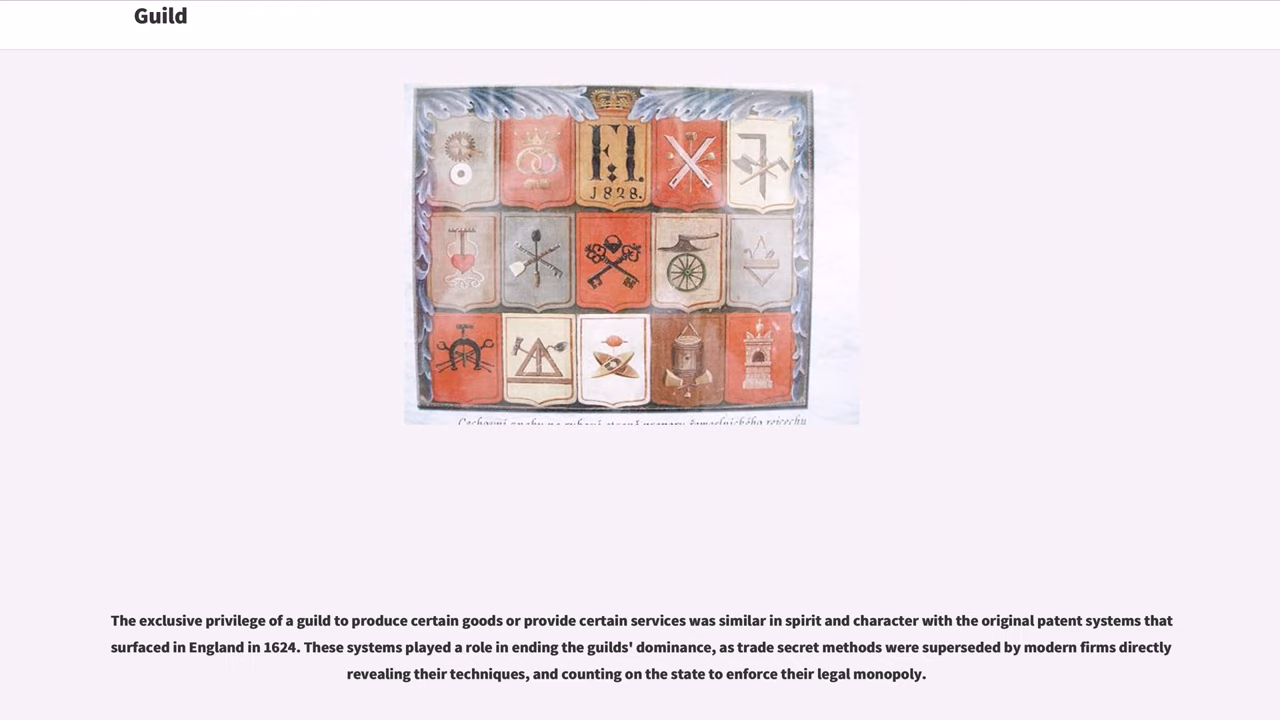 Guild
F.I.
1828.
The exclusive privilege of a guild to produce certain goods or provide certain services was similar in spirit and character with the original patent systems that
surfaced in England in 1624. These systems played a role in ending the guilds' dominance, as trade secret methods were superseded by modern firms directly
revealing their techniques, and counting on the state to enforce their legal monopoly.